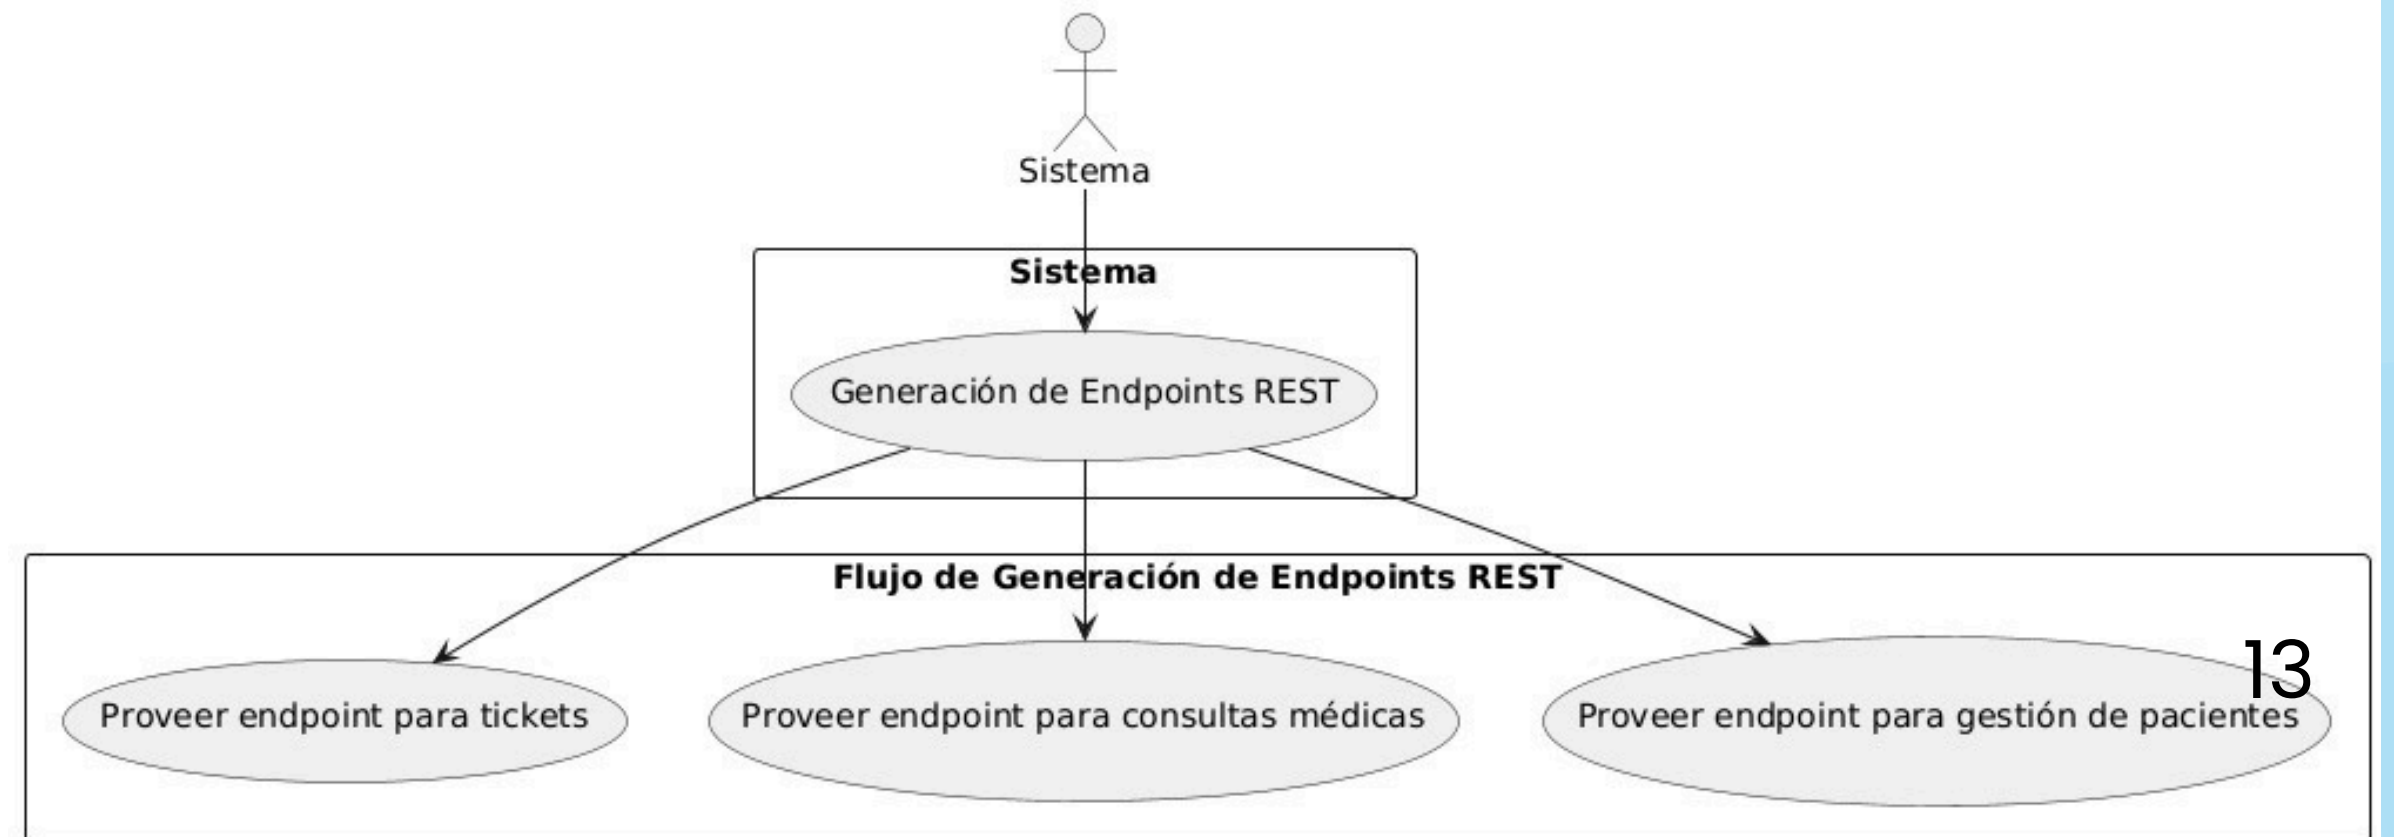 Sistema
Sistema
Generación de Endpoints REST
Flujo de Generación de Endpoints REST
13
Proveer endpoint para tickets
Proveer endpoint para consultas médicas
Proveer endpoint para gestión de pacientes